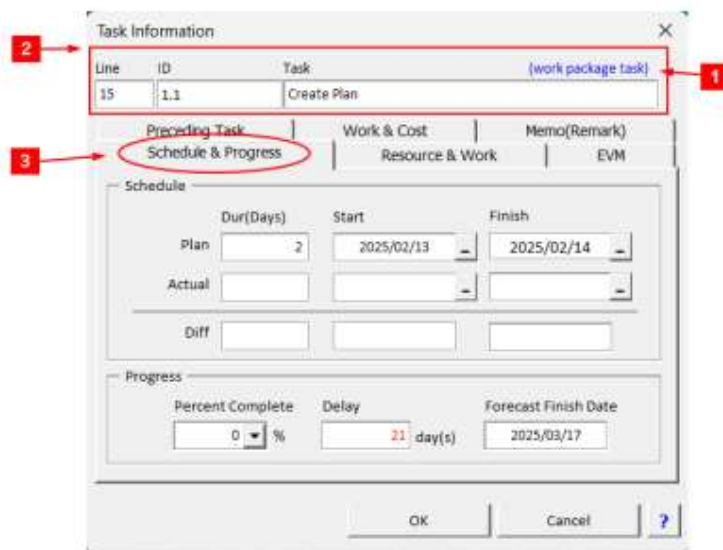 Task Information
2
Line ID Task (work package task)
1
15 1.1 Create Plan
Preceding Task Work & Cost Memo(Remark)
3
Schedule & Progress Resource & Work EVM
Schedule
Dur(Days) Start Finish
Plan 2 2025/02/13 2025/02/14
Actual
Diff
Progress
Percent Complete Delay Forecast Finish Date
0 % 21 day(s) 2025/03/17
OK Cancel ?